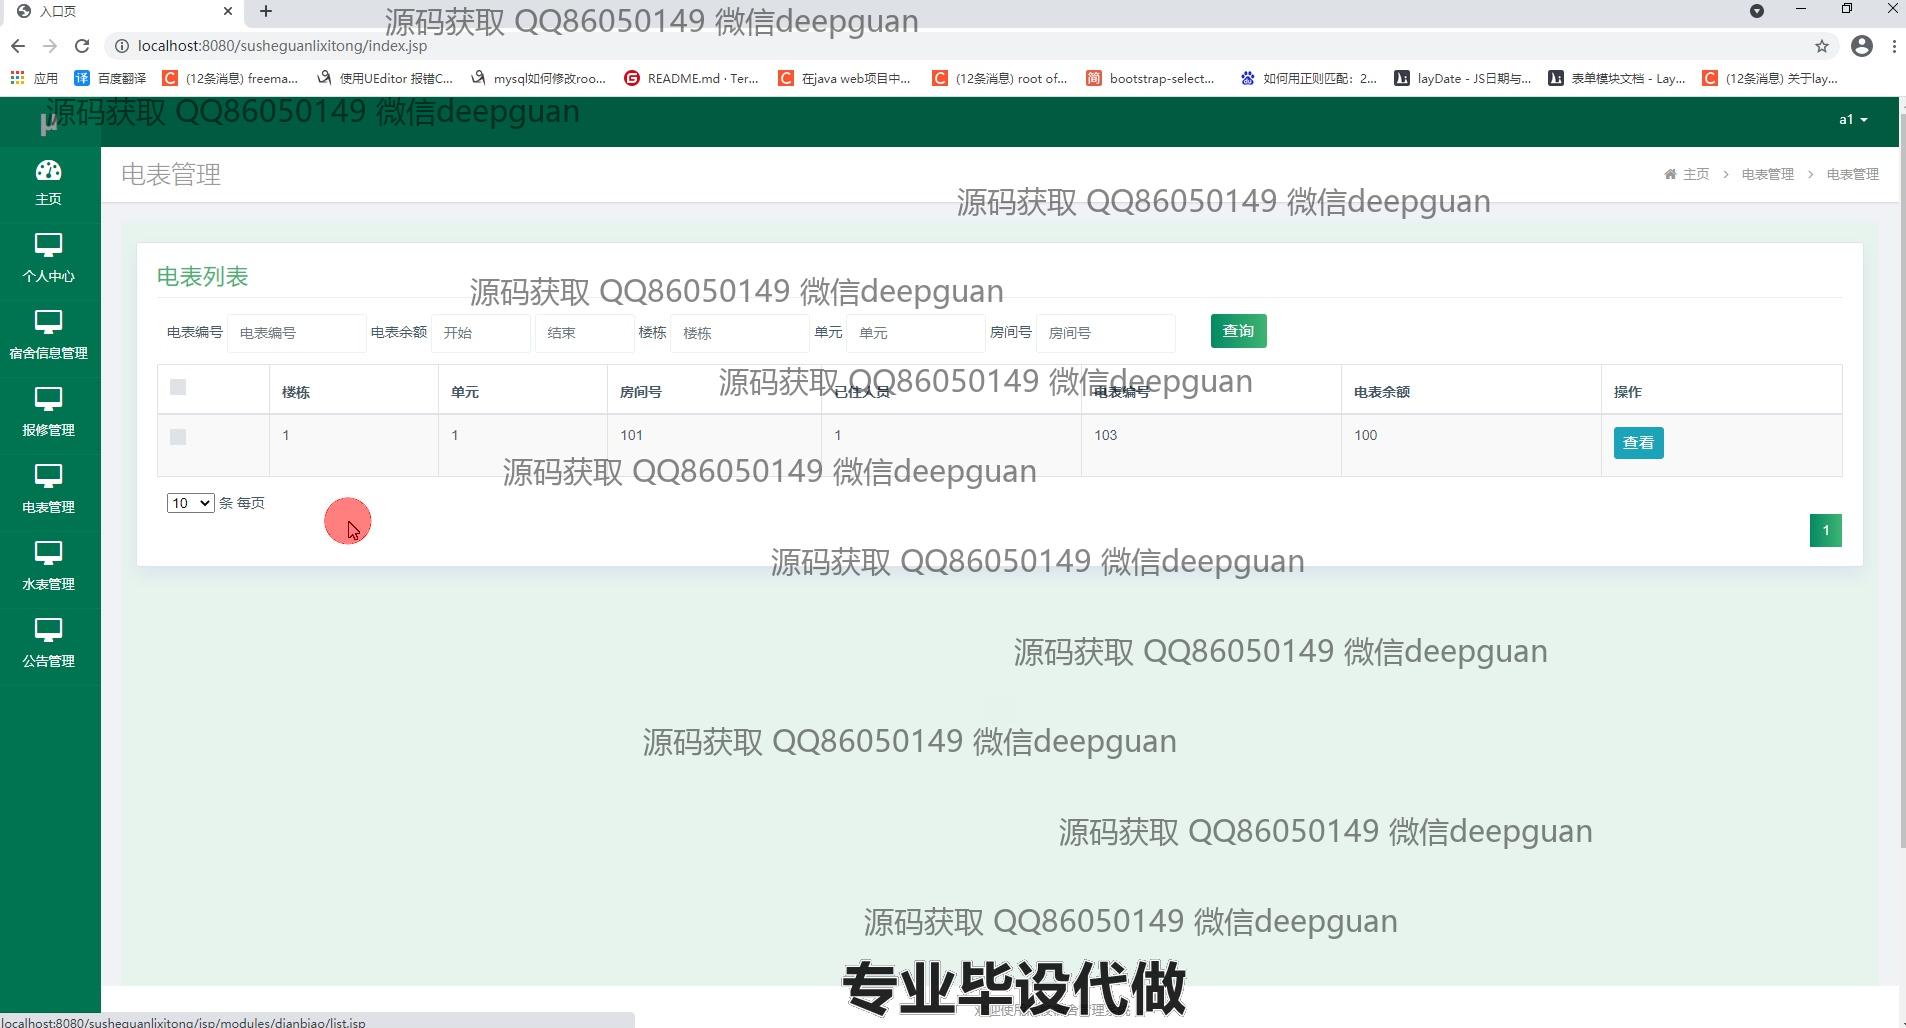 入口页
源码获取 QQ86050149 微信deepguan
localhost:8080/susheguanlixitong/index.jsp
应用 百度翻译 (12条消息) freema... 使用UEditor 报错C... mysql如何修改roo... README.md · Ter... 在java web项目中... (12条消息) root of... bootstrap-select... 如何用正则匹配：2... layDate - JS日期与... 表单模块文档 - Lay... (12条消息) 关于lay...
源码获取 QQ86050149 微信deepguan
μ
a1
主页
电表管理
主页 > 电表管理 > 电表管理
源码获取 QQ86050149 微信deepguan
个人中心
电表列表
源码获取 QQ86050149 微信deepguan
电表编号 电表编号 电表余额 开始 结束 楼栋 楼栋 单元 单元 房间号 房间号 查询
宿舍信息管理
源码获取 QQ86050149 微信deepguan
楼栋 单元 房间号 已住人员 电表编号 电表余额 操作
报修管理
1 1 101 1 103 100 查看
源码获取 QQ86050149 微信deepguan
10 条 每页
电表管理
1
源码获取 QQ86050149 微信deepguan
水表管理
源码获取 QQ86050149 微信deepguan
公告管理
源码获取 QQ86050149 微信deepguan
源码获取 QQ86050149 微信deepguan
源码获取 QQ86050149 微信deepguan
专业毕设代做
localhost:8080/susheguanlixitong/jsp/modules/dianbiao/list.jsp